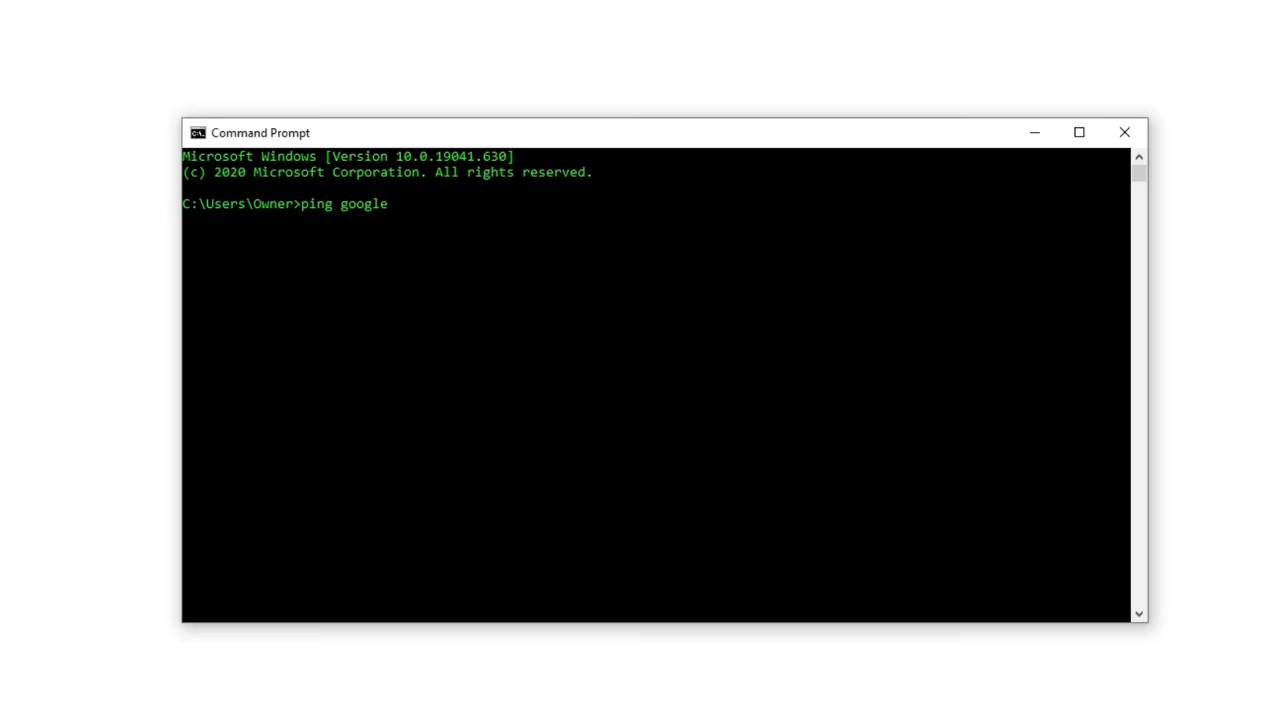 Command Prompt
Microsoft Windows [Version 10.0.19041.630]
(c) 2020 Microsoft Corporation. All rights reserved.
C:\Users\Owner>ping google